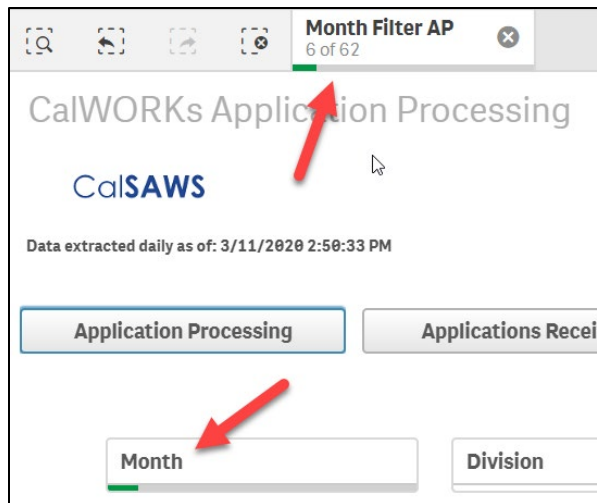 Month Filter AP
6 of 62
CalWORKs Application Processing
CalSAWS
Data extracted daily as of: 3/11/2020 2:50:33 PM
Application Processing
Applications Recei
Month
Division